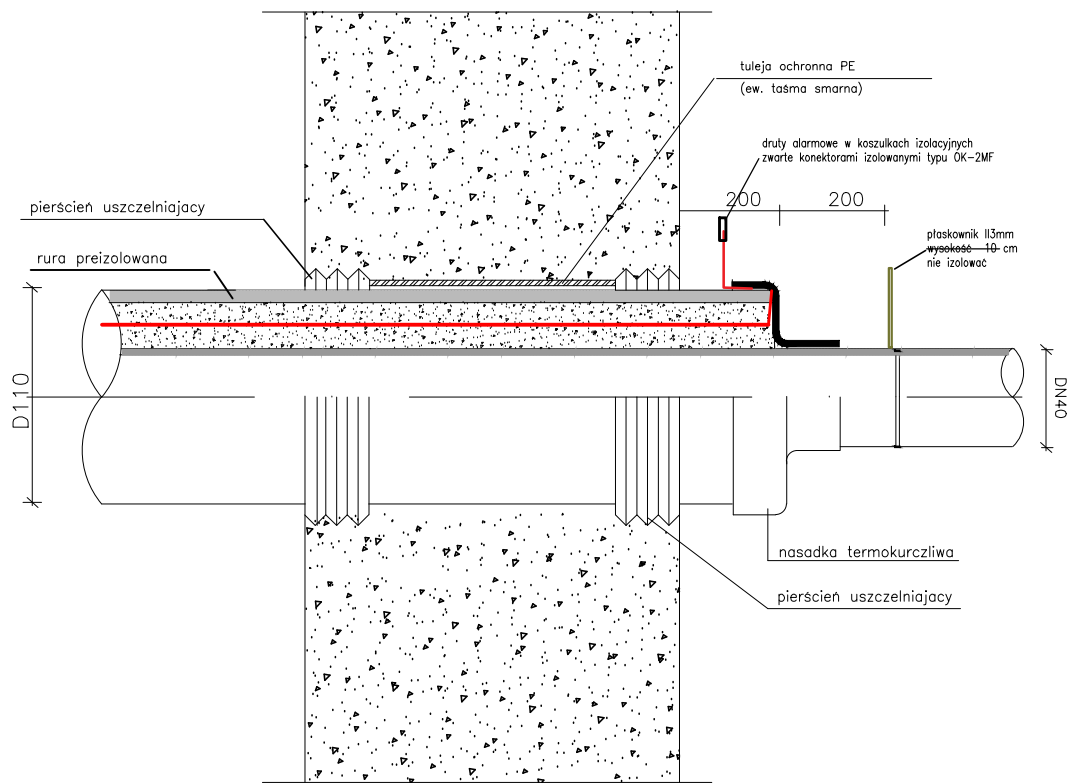 tuleja ochronna PE
(ew. taśma smarna)
druty alarmowe w koszulkach izolacyjnych
zwarte konektorami izolowanymi typu OK-2MF
200
200
pierścień uszczelniajacy
płaskownik ll3mm
wysokość 10 cm
nie izolować
rura preizolowana
D110
DN40
nasadka termokurczliwa
pierścień uszczelniajacy